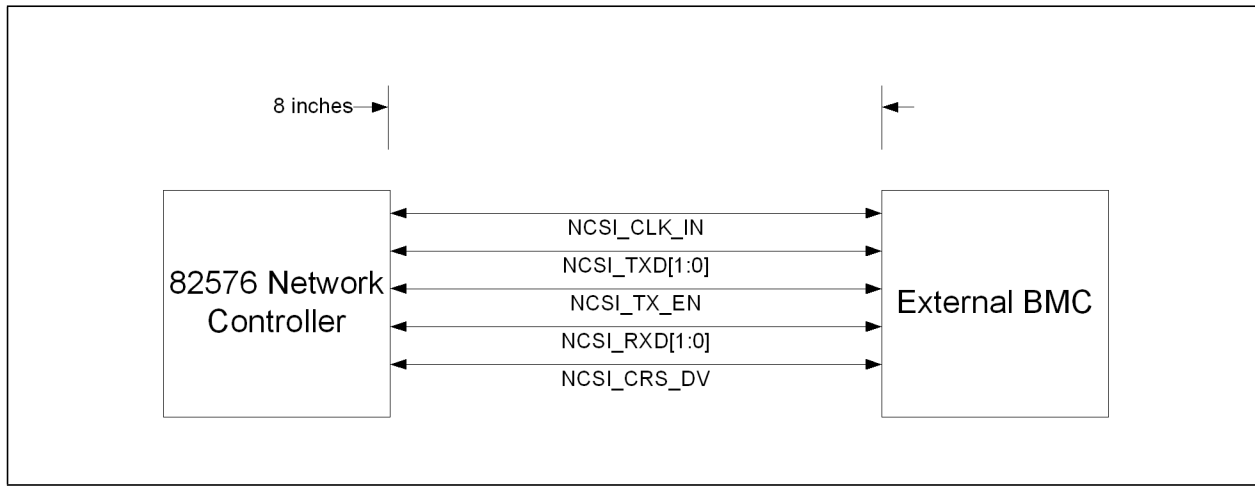 8 inches
NCSI_CLK_IN
NCSI_TXD[1:0]
82576 Network
Controller
NCSI_TX_EN
External BMC
NCSI_RXD[1:0]
NCSI_CRS_DV